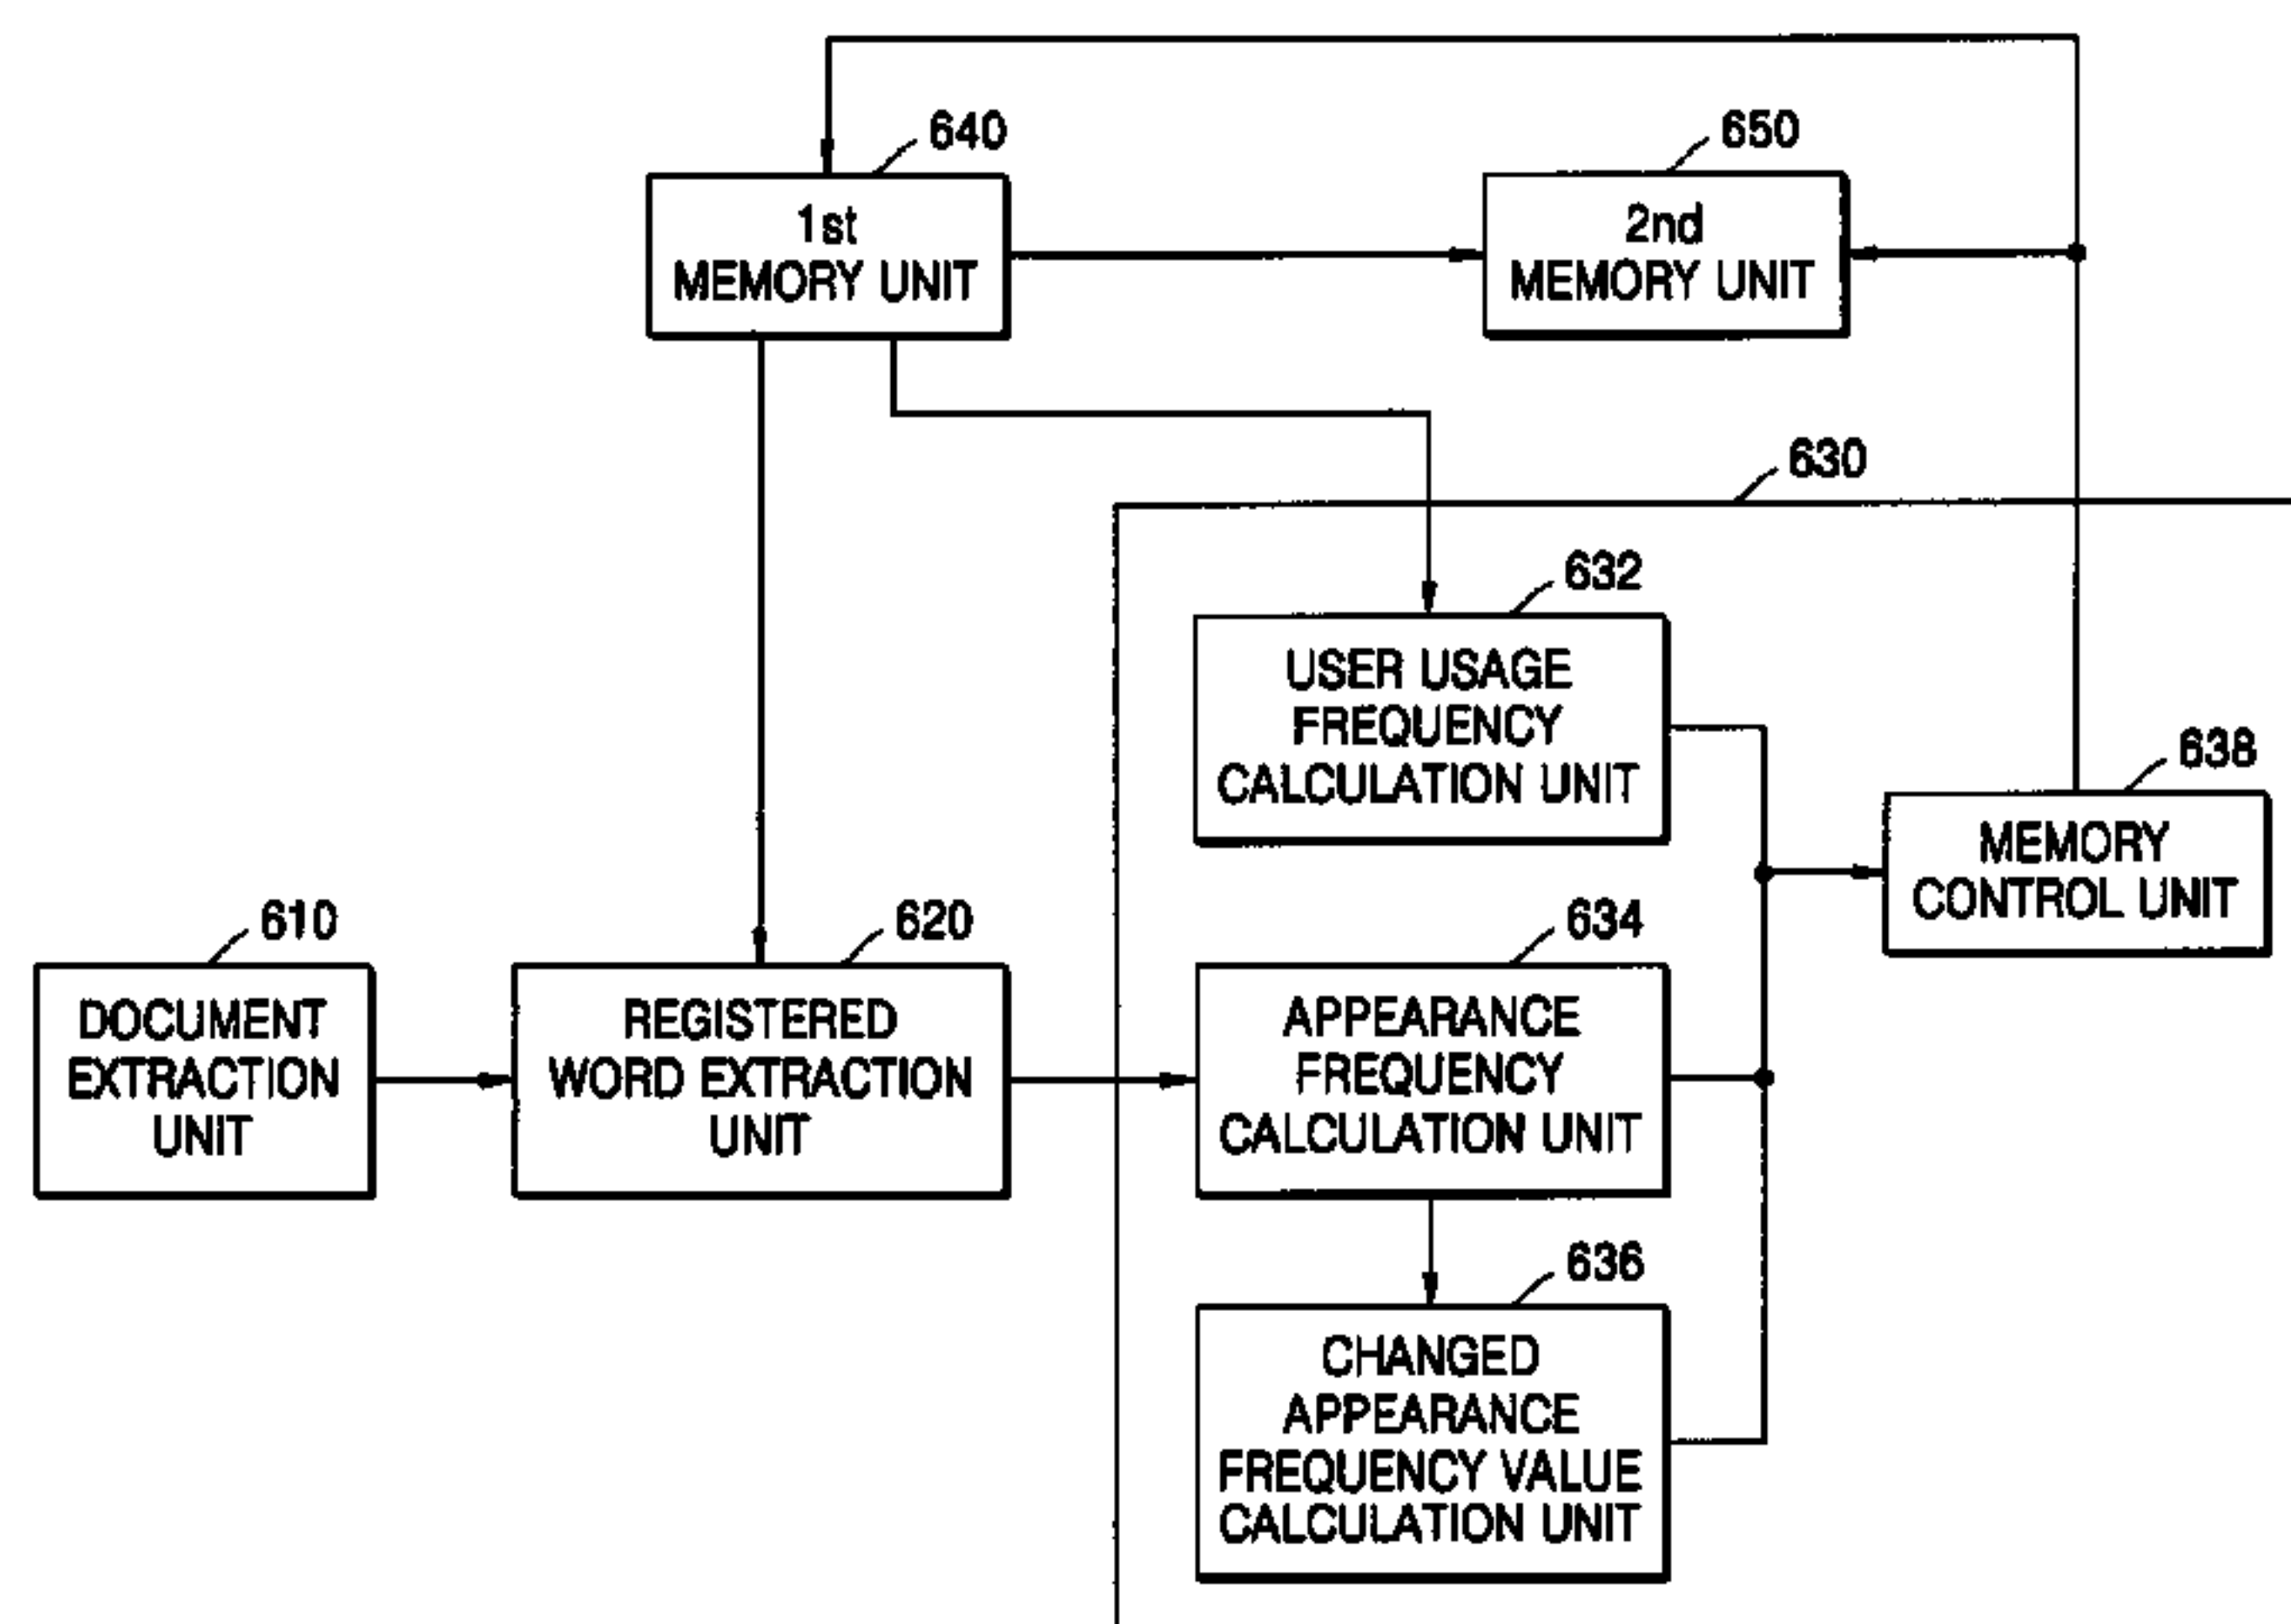 640
1st
MEMORY UNIT
650
2nd
MEMORY UNIT
630
632
USER USAGE
FREQUENCY
CALCULATION UNIT
638
MEMORY
CONTROL UNIT
610
DOCUMENT
EXTRACTION
UNIT
620
REGISTERED
WORD EXTRACTION
UNIT
634
APPEARANCE
FREQUENCY
CALCULATION UNIT
636
CHANGED
APPEARANCE
FREQUENCY VALUE
CALCULATION UNIT